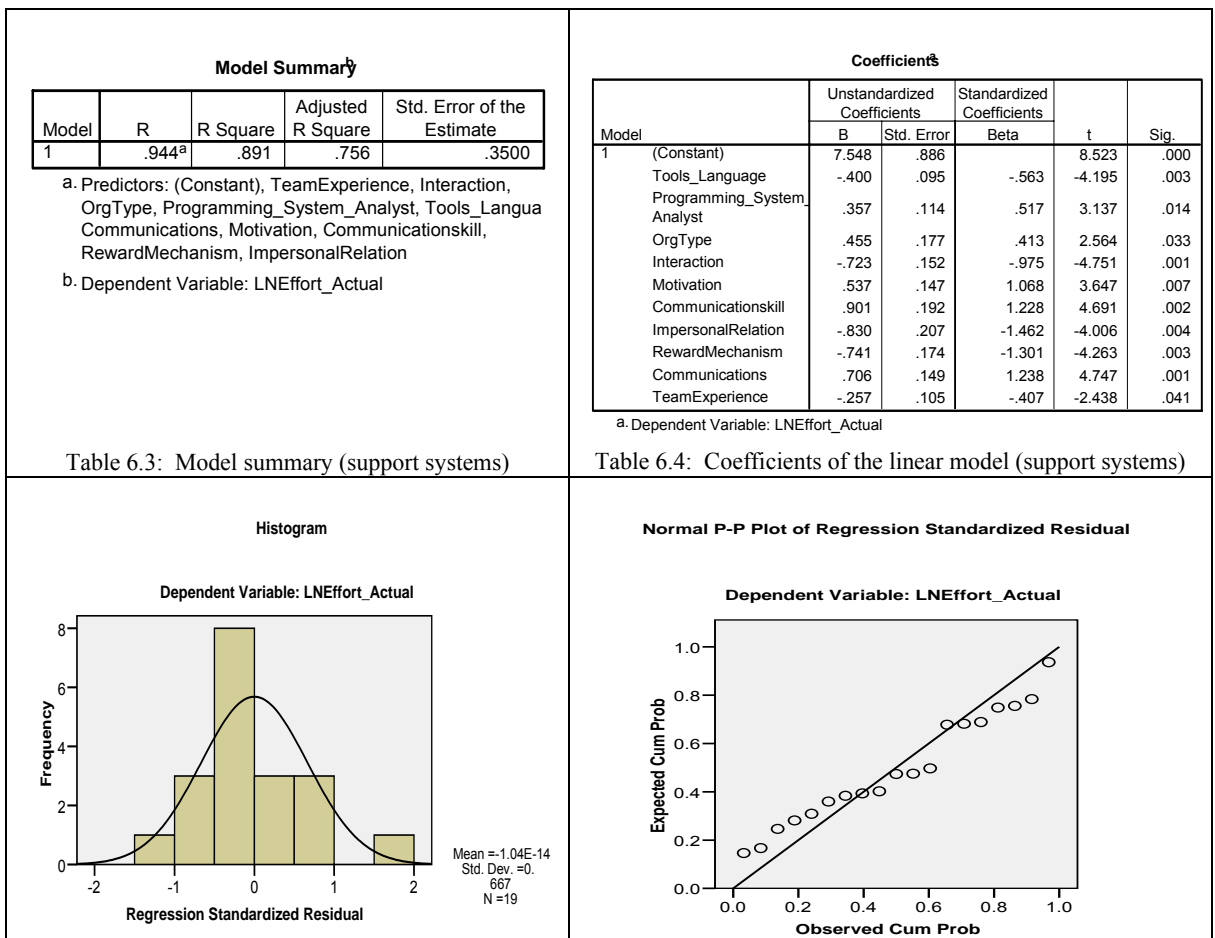 Model Summary b
Model R R Square Adjusted R Square Std. Error of the Estimate
1 .944a .891 .756 .3500
a. Predictors: (Constant), TeamExperience, Interaction,
OrgType, Programming_System_Analyst, Tools_Langua
Communications, Motivation, Communicationskill,
RewardMechanism, ImpersonalRelation
b. Dependent Variable: LNEffort_Actual
Table 6.3: Model summary (support systems)
Coefficients a
Unstandardized Coefficients Standardized Coefficients
Model B Std. Error Beta t Sig.
1 (Constant) 7.548 .886 8.523 .000
Tools_Language -.400 .095 -.563 -4.195 .003
Programming_System_
Analyst .357 .114 .517 3.137 .014
OrgType .455 .177 .413 2.564 .033
Interaction -.723 .152 -.975 -4.751 .001
Motivation .537 .147 1.068 3.647 .007
Communicationskill .901 .192 1.228 4.691 .002
ImpersonalRelation -.830 .207 -1.462 -4.006 .004
RewardMechanism -.741 .174 -1.301 -4.263 .003
Communications .706 .149 1.238 4.747 .001
TeamExperience -.257 .105 -.407 -2.438 .041
a. Dependent Variable: LNEffort_Actual
Table 6.4: Coefficients of the linear model (support systems)
Histogram
Dependent Variable: LNEffort_Actual
Frequency
8
6
4
2
0
-2 -1 0 1 2
Regression Standardized Residual
Mean =-1.04E-14
Std. Dev. =0.
667
N =19
Normal P-P Plot of Regression Standardized Residual
Dependent Variable: LNEffort_Actual
Expected Cum Prob
1.0
0.8
0.6
0.4
0.2
0.0
0.0 0.2 0.4 0.6 0.8 1.0
Observed Cum Prob